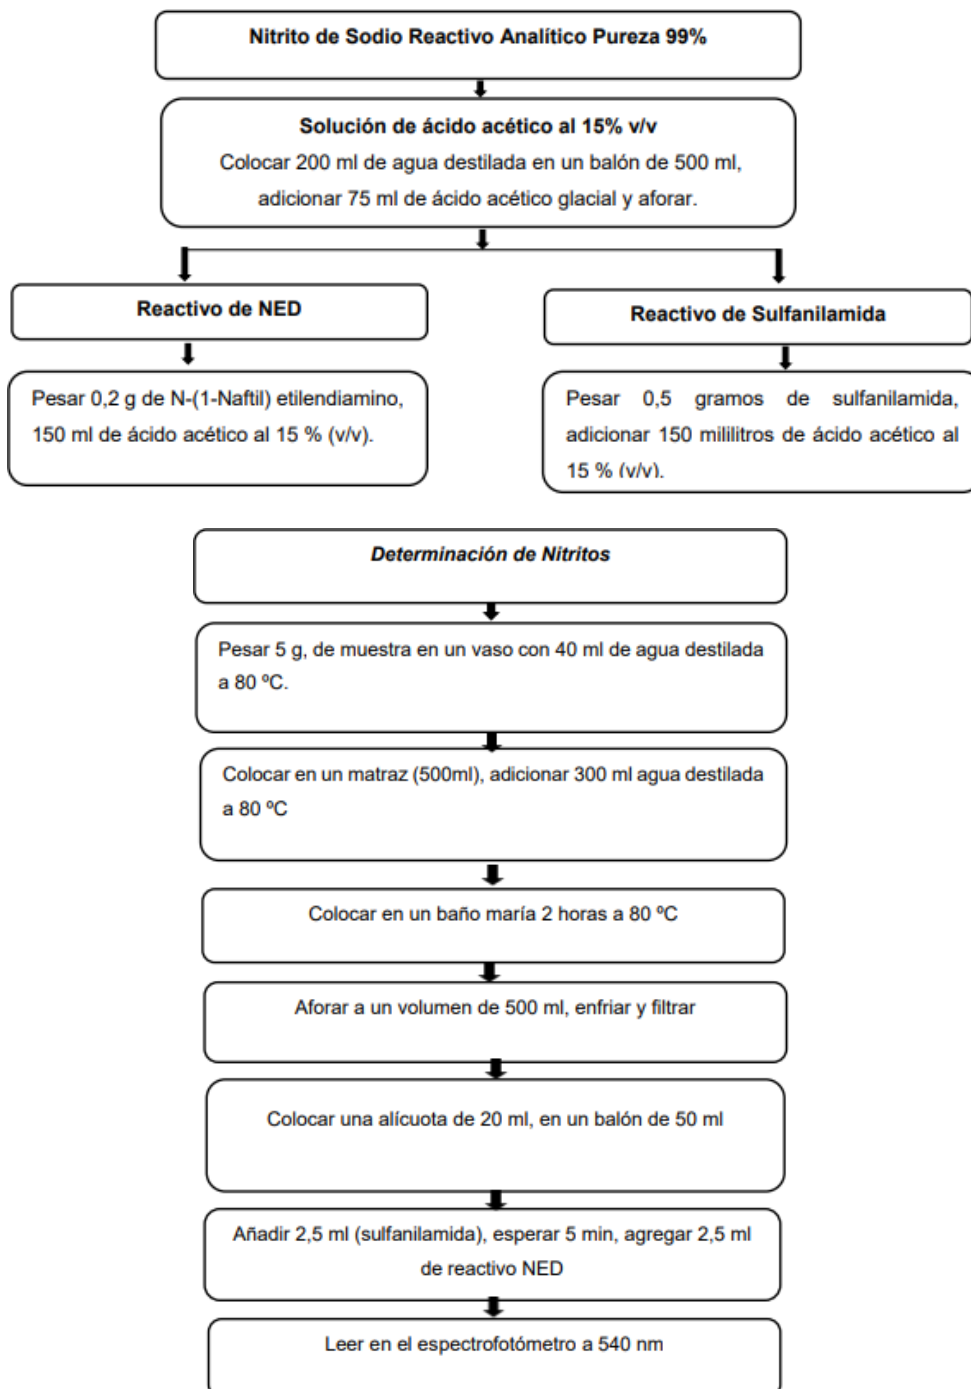 Nitrito de Sodio Reactivo Analítico Pureza 99%
Solución de ácido acético al 15% v/v
Colocar 200 ml de agua destilada en un balón de 500 ml,
adicionar 75 ml de ácido acético glacial y aforar.
Reactivo de NED
Reactivo de Sulfanilamida
Pesar 0,2 g de N-(1-Naftil) etilendiamino,
150 ml de ácido acético al 15 % (v/v).
Pesar 0,5 gramos de sulfanilamida,
adicionar 150 mililitros de ácido acético al
15 % (v/v).
Determinación de Nitritos
Pesar 5 g, de muestra en un vaso con 40 ml de agua destilada
a 80 ºC.
Colocar en un matraz (500ml), adicionar 300 ml agua destilada
a 80 ºC
Colocar en un baño maría 2 horas a 80 ºC
Aforar a un volumen de 500 ml, enfriar y filtrar
Colocar una alícuota de 20 ml, en un balón de 50 ml
Añadir 2,5 ml (sulfanilamida), esperar 5 min, agregar 2,5 ml
de reactivo NED
Leer en el espectrofotómetro a 540 nm